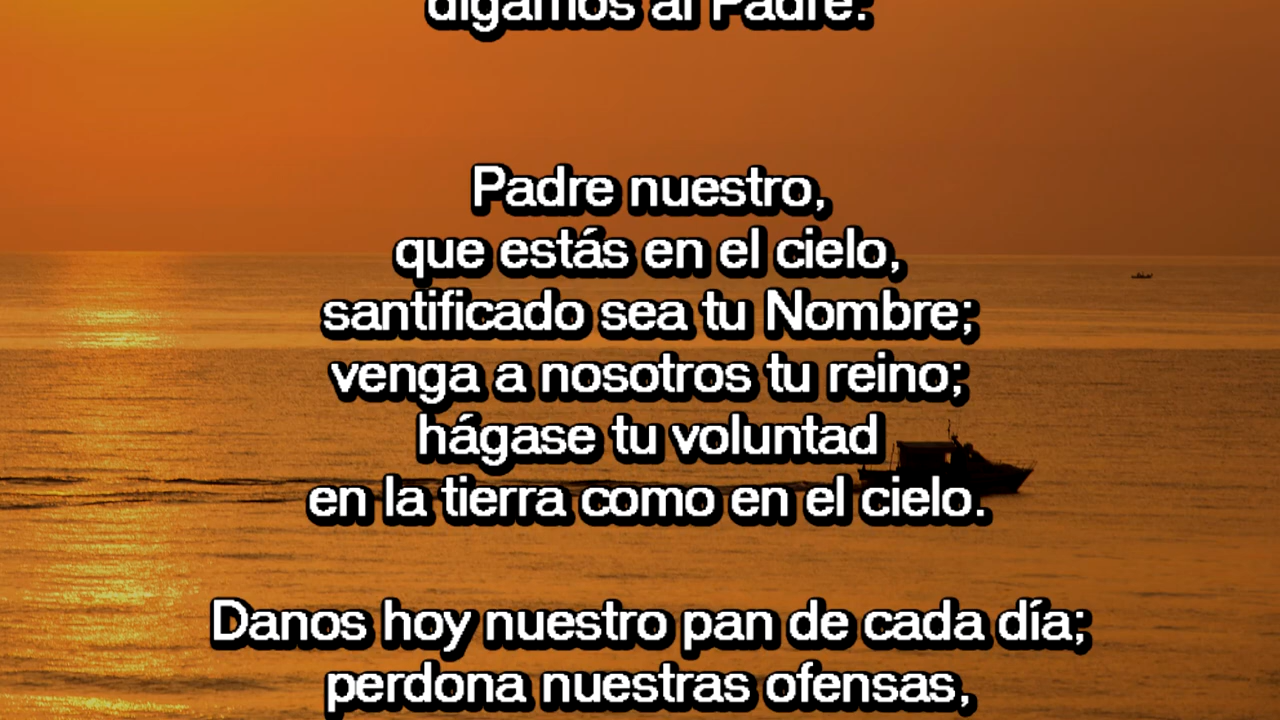 digamos al Padre:
Padre nuestro,
que estás en el cielo,
santificado sea tu Nombre;
venga a nosotros tu reino;
hágase tu voluntad
en la tierra como en el cielo.
Danos hoy nuestro pan de cada día;
perdona nuestras ofensas,